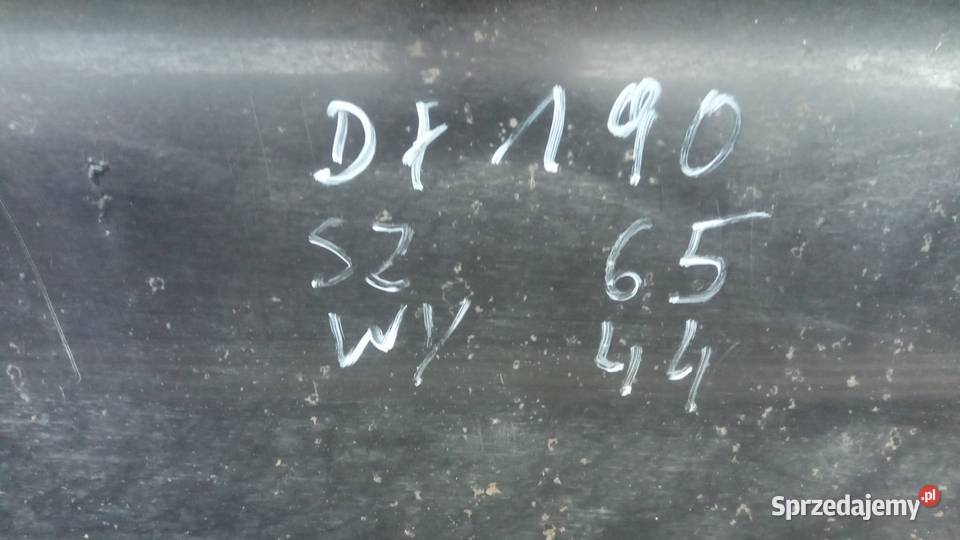 Dł 190
SZ 65
WY 44
Sprzedajemy.pl